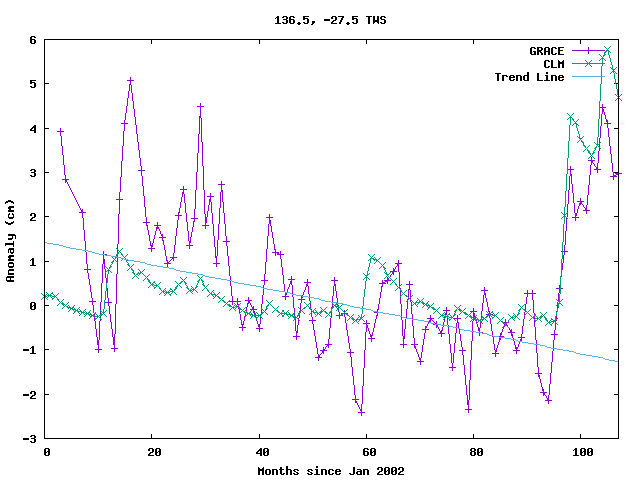 136.5, -27.5 TWS
GRACE
CLM
Trend Line
Anomaly (cm)
6
5
4
3
2
1
0
-1
-2
-3
0 20 40 60 80 100
Months since Jan 2002